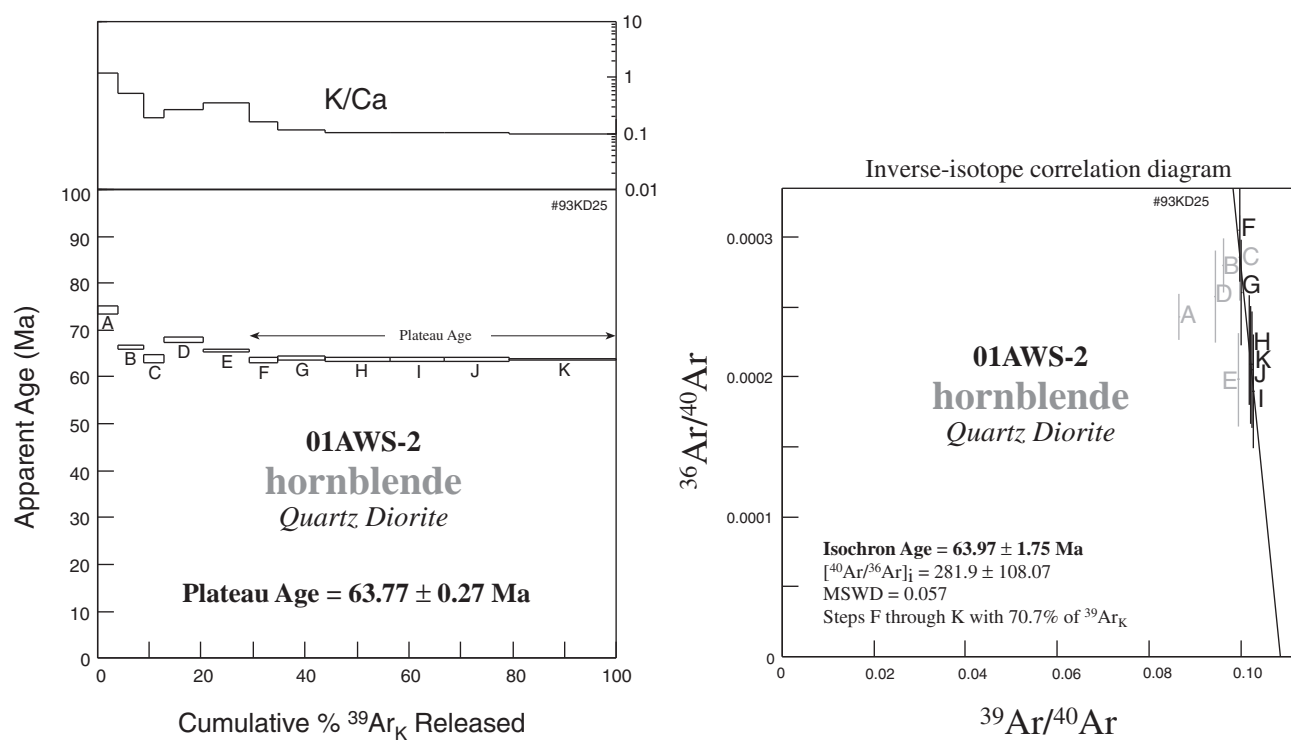 10
1
0.1
0.01
K/Ca
100
90
80
70
60
50
40
30
20
10
0
Apparent Age (Ma)
#93KD25
A
B
C
D
E
F
G
H
I
J
K
Plateau Age
01AWS-2
hornblende
Quartz Diorite
Plateau Age = 63.77 ± 0.27 Ma
0 20 40 60 80 100
Cumulative % ³⁹Ar_K Released
Inverse-isotope correlation diagram
#93KD25
0.0003
0.0002
0.0001
0
³⁶Ar/⁴⁰Ar
F
B
C
D
G
A
H
K
E
J
I
01AWS-2
hornblende
Quartz Diorite
Isochron Age = 63.97 ± 1.75 Ma
[⁴⁰Ar/³⁶Ar]i = 281.9 ± 108.07
MSWD = 0.057
Steps F through K with 70.7% of ³⁹Ar_K
0 0.02 0.04 0.06 0.08 0.10
³⁹Ar/⁴⁰Ar